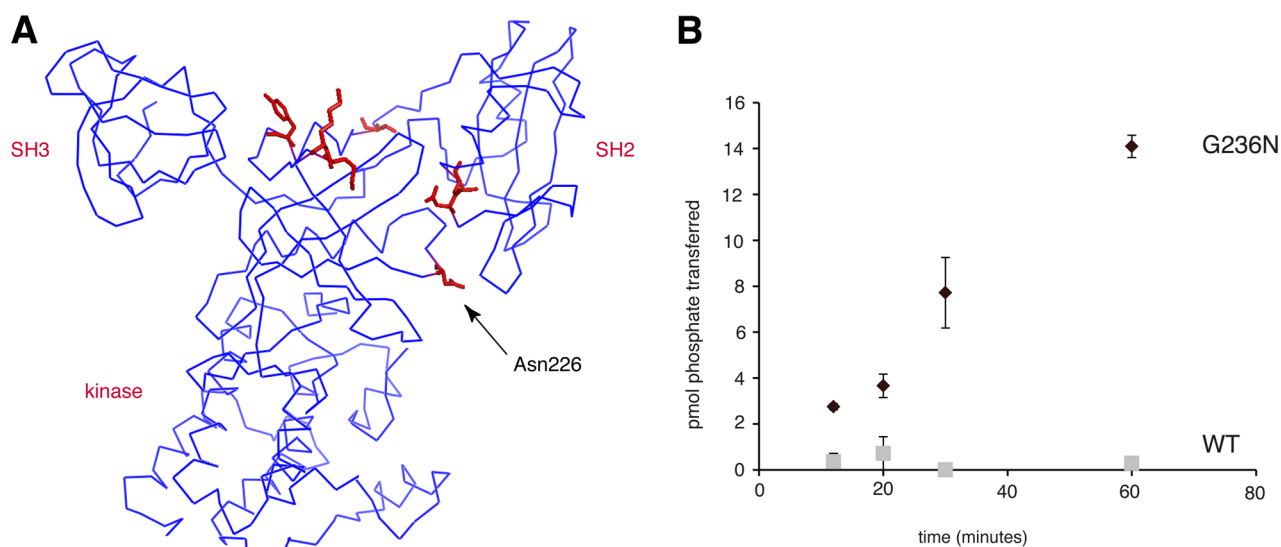 A
SH3
SH2
Asn226
kinase
B
pmol phosphate transferred
16
14
12
10
8
6
4
2
0
0
20
40
60
80
time (minutes)
G236N
WT